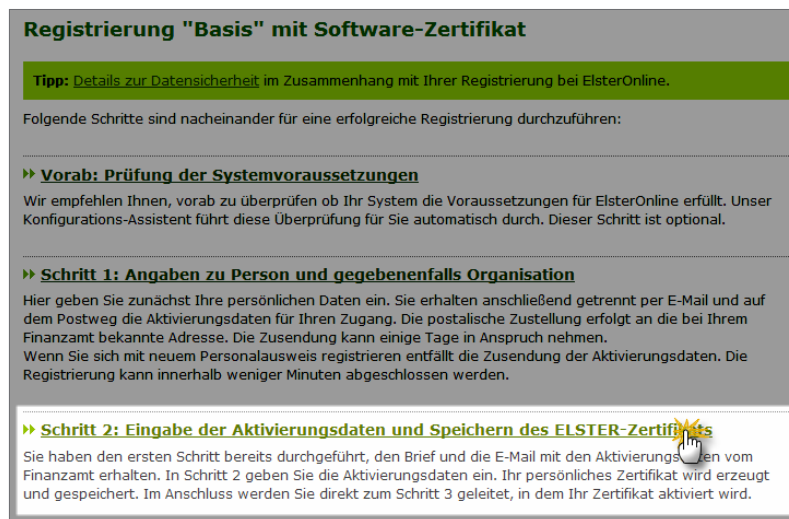 Registrierung "Basis" mit Software-Zertifikat
Tipp: Details zur Datensicherheit im Zusammenhang mit Ihrer Registrierung bei ElsterOnline.
Folgende Schritte sind nacheinander für eine erfolgreiche Registrierung durchzuführen:
Vorab: Prüfung der Systemvoraussetzungen
Wir empfehlen Ihnen, vorab zu überprüfen ob Ihr System die Voraussetzungen für ElsterOnline erfüllt. Unser
Konfigurations-Assistent führt diese Überprüfung für Sie automatisch durch. Dieser Schritt ist optional.
Schritt 1: Angaben zu Person und gegebenenfalls Organisation
Hier geben Sie zunächst Ihre persönlichen Daten ein. Sie erhalten anschließend getrennt per E-Mail und auf
dem Postweg die Aktivierungsdaten für Ihren Zugang. Die postalische Zustellung erfolgt an die bei Ihrem
Finanzamt bekannte Adresse. Die Zusendung kann einige Tage in Anspruch nehmen.
Wenn Sie sich mit neuem Personalausweis registrieren entfällt die Zusendung der Aktivierungsdaten. Die
Registrierung kann innerhalb weniger Minuten abgeschlossen werden.
Schritt 2: Eingabe der Aktivierungsdaten und Speichern des ELSTER-Zertifikats
Sie haben den ersten Schritt bereits durchgeführt, den Brief und die E-Mail mit den Aktivierungsdaten vom
Finanzamt erhalten. In Schritt 2 geben Sie die Aktivierungsdaten ein. Ihr persönliches Zertifikat wird erzeugt
und gespeichert. Im Anschluss werden Sie direkt zum Schritt 3 geleitet, in dem Ihr Zertifikat aktiviert wird.